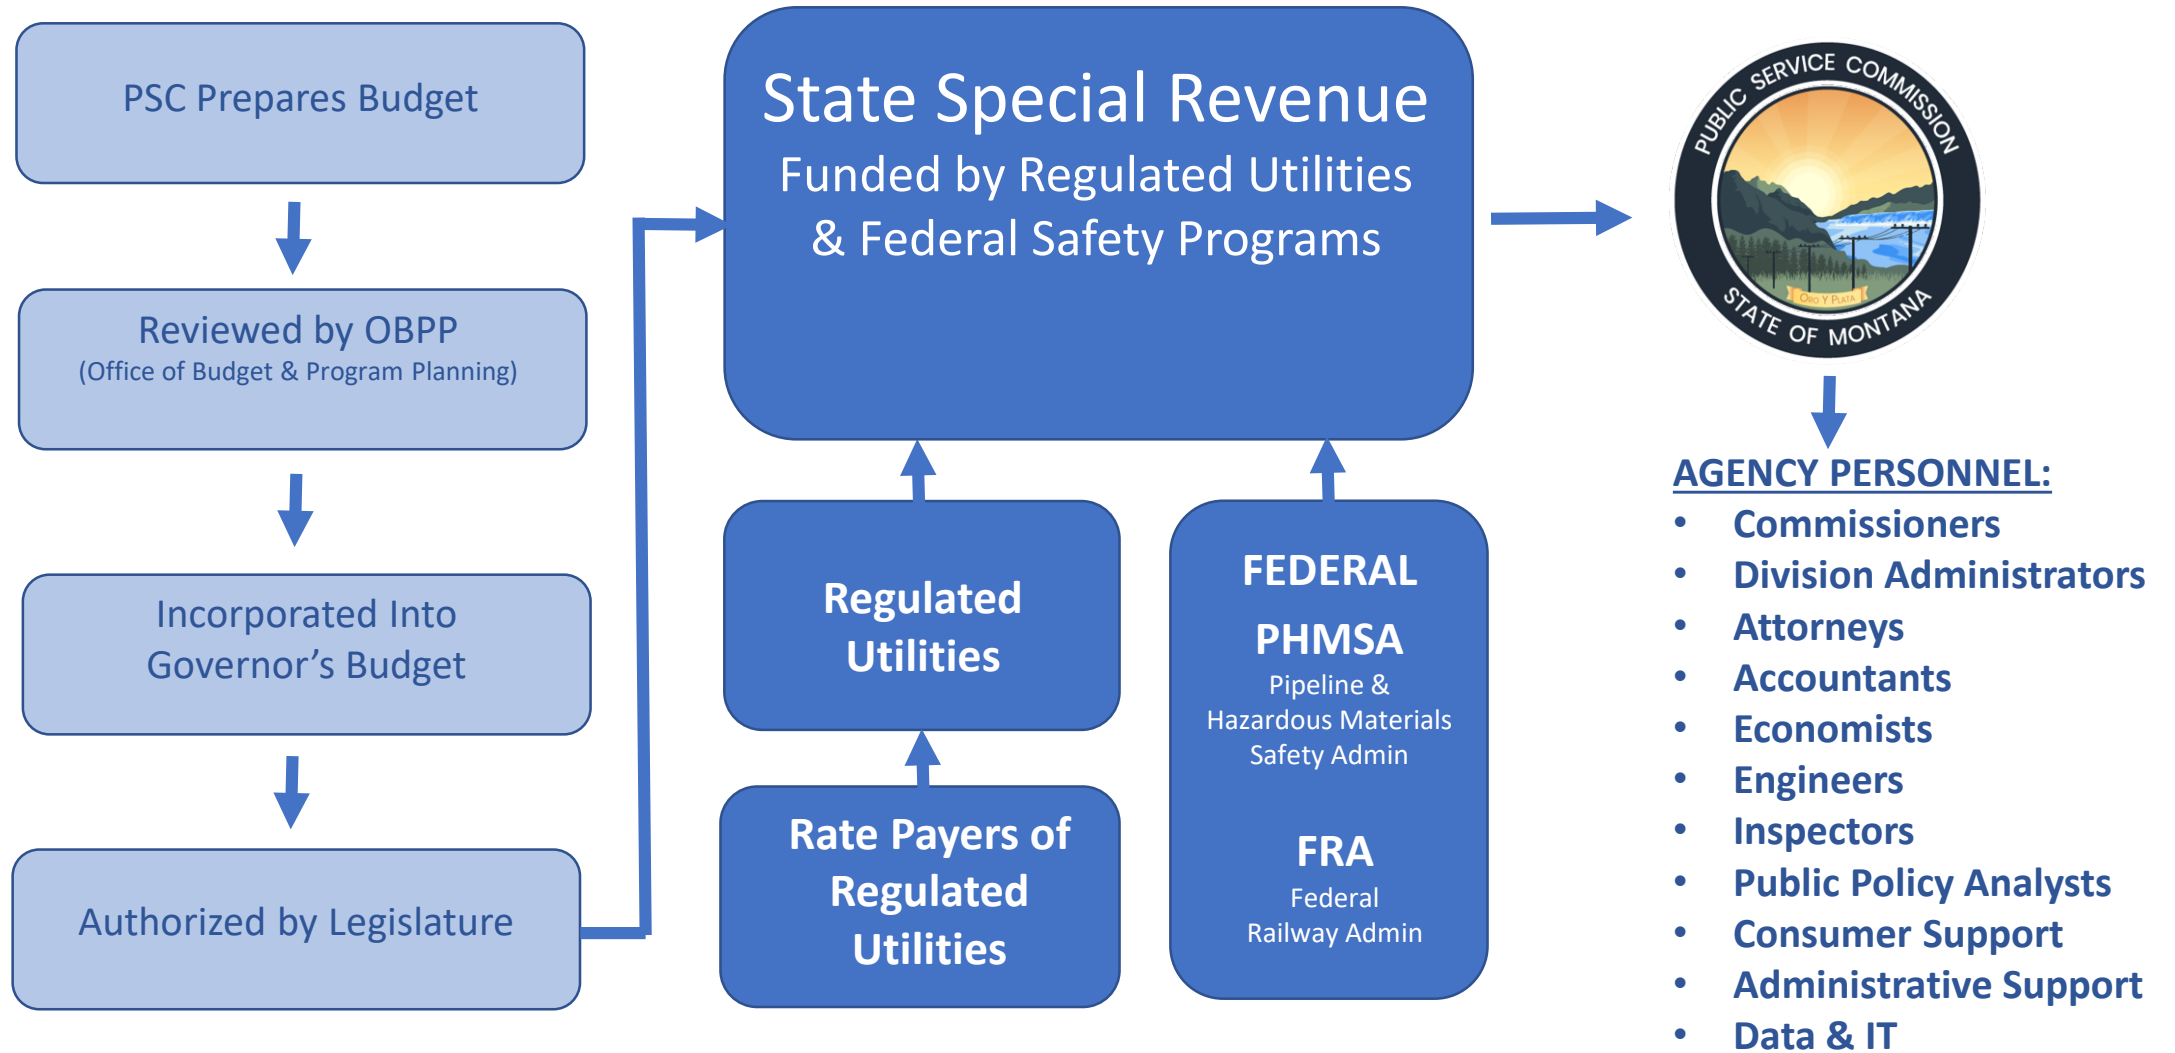 PSC Prepares Budget
Reviewed by OBPP
(Office of Budget & Program Planning)
Incorporated Into
Governor’s Budget
Authorized by Legislature
State Special Revenue
Funded by Regulated Utilities
& Federal Safety Programs
Regulated
Utilities
Rate Payers of
Regulated
Utilities
FEDERAL
PHMSA
Pipeline &
Hazardous Materials
Safety Admin
FRA
Federal
Railway Admin
PUBLIC SERVICE COMMISSION
ORO Y PLATA
STATE OF MONTANA
AGENCY PERSONNEL:
• Commissioners
• Division Administrators
• Attorneys
• Accountants
• Economists
• Engineers
• Inspectors
• Public Policy Analysts
• Consumer Support
• Administrative Support
• Data & IT